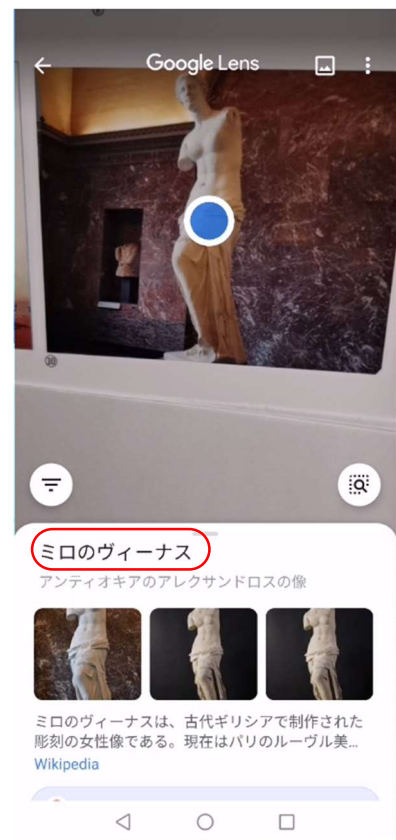 Google Lens
⑩
ミロのヴィーナス
アンティオキアのアレクサンドロスの像
ミロのヴィーナスは、古代ギリシアで制作された
彫刻の女性像である。現在はパリのルーヴル美...
Wikipedia